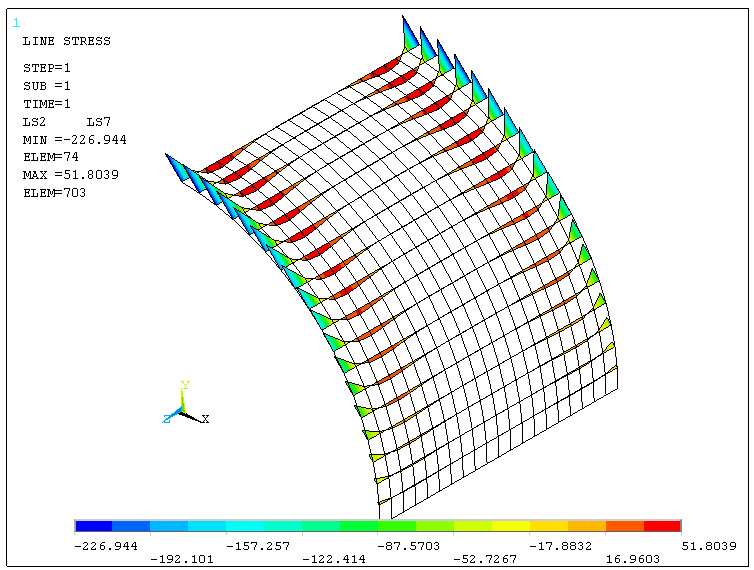 1
LINE STRESS
STEP=1
SUB =1
TIME=1
LS2 LS7
MIN =-226.944
ELEM=74
MAX =51.8039
ELEM=703
Y
Z X
-226.944 -157.257 -87.5703 -17.8832 51.8039
-192.101 -122.414 -52.7267 16.9603